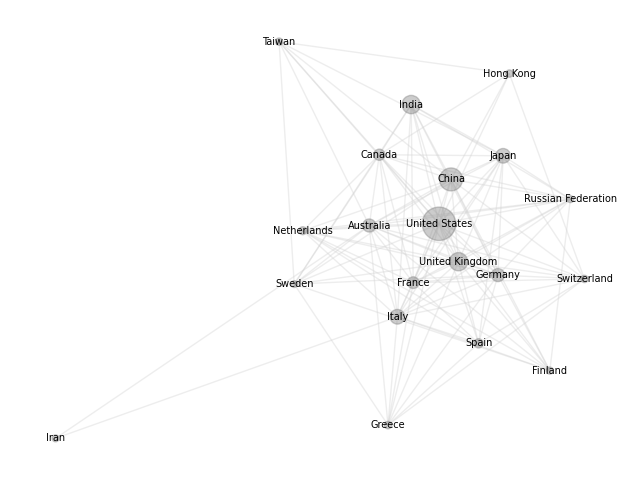 Taiwan
Hong Kong
India
Canada
Japan
China
Russian Federation
United States
Australia
Netherlands
United Kingdom
Germany
Switzerland
France
Sweden
Italy
Spain
Finland
Greece
Iran